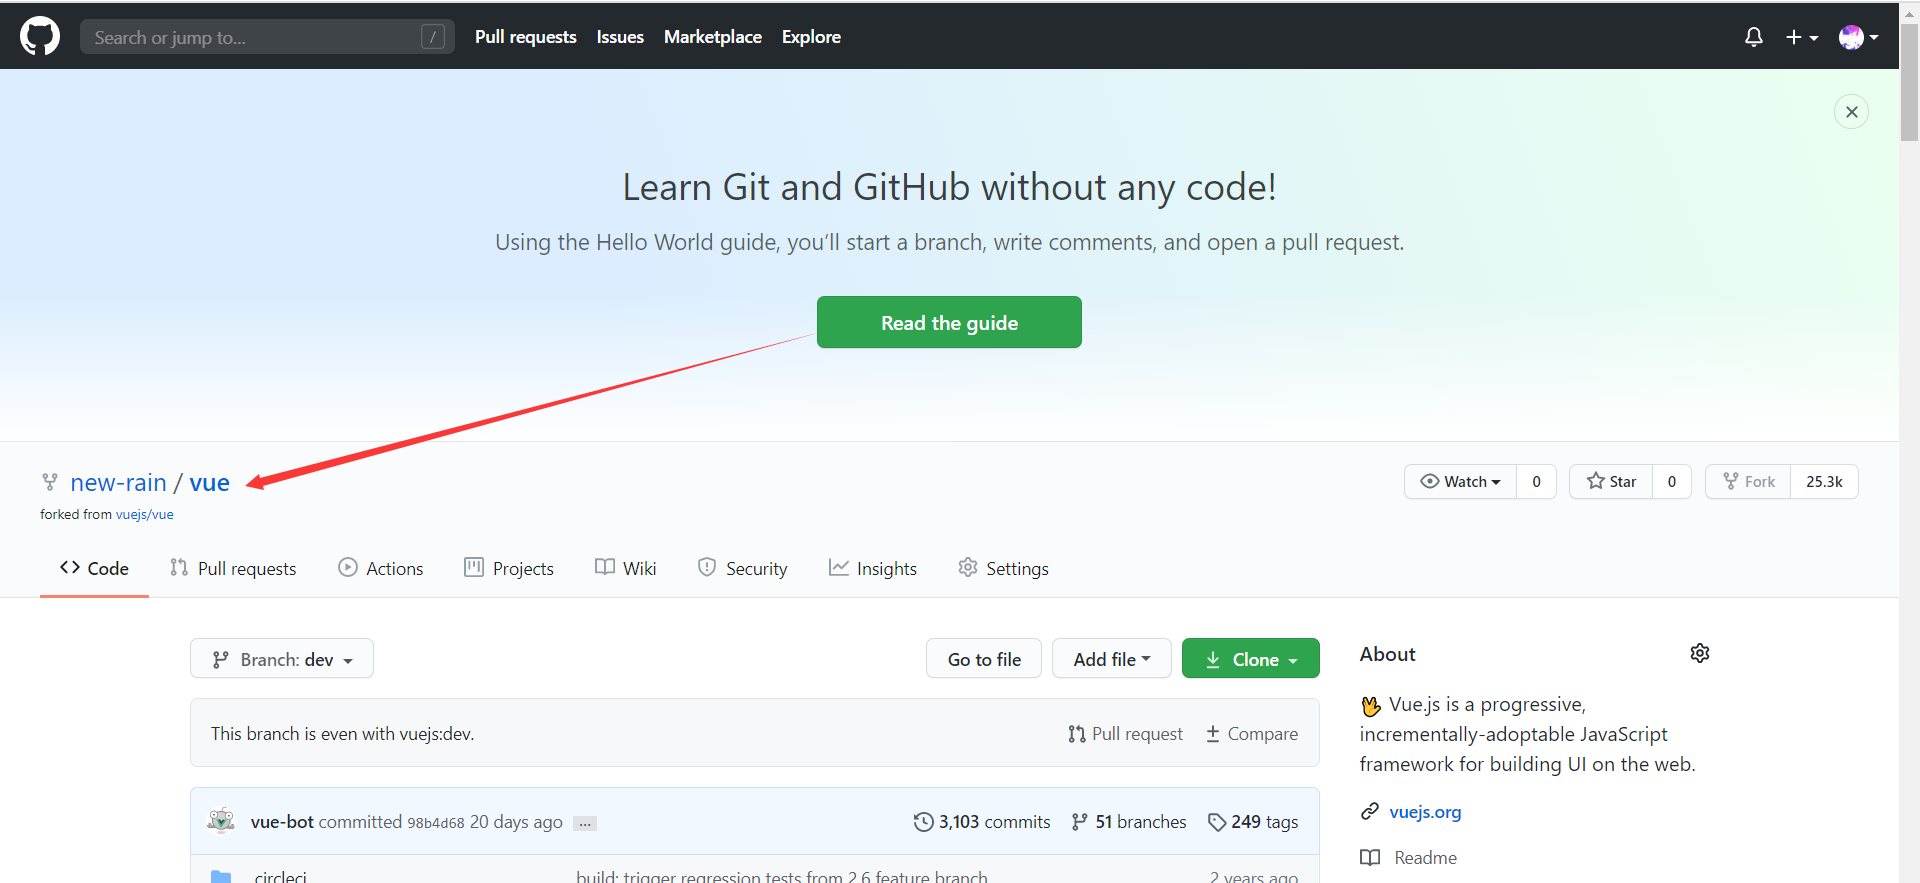 Search or jump to... /
Pull requests Issues Marketplace Explore
Learn Git and GitHub without any code!
Using the Hello World guide, you’ll start a branch, write comments, and open a pull request.
Read the guide
new-rain / vue
forked from vuejs/vue
Watch 0 Star 0 Fork 25.3k
Code Pull requests Actions Projects Wiki Security Insights Settings
Branch: dev Go to file Add file Clone
This branch is even with vuejs:dev. Pull request Compare
vue-bot committed 98b4d68 20 days ago ... 3,103 commits 51 branches 249 tags
.circleci build: trigger regression tests from 2.6 feature branch 2 years ago
About
Vue.js is a progressive,
incrementally-adoptable JavaScript
framework for building UI on the web.
vuejs.org
Readme